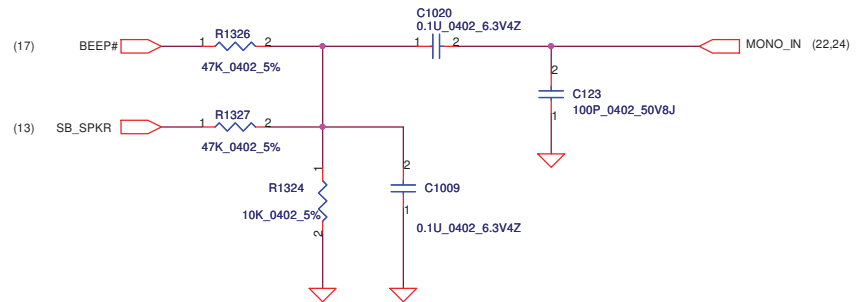 C1020
0.1U_0402_6.3V4Z
(17) BEEP# 1 R1326 2 1 2 MONO_IN (22,24)
47K_0402_5%
2
C123
100P_0402_50V8J
1
(13) SB_SPKR 1 R1327 2
47K_0402_5%
1 2
R1324 C1009
10K_0402_5% 1
2 0.1U_0402_6.3V4Z